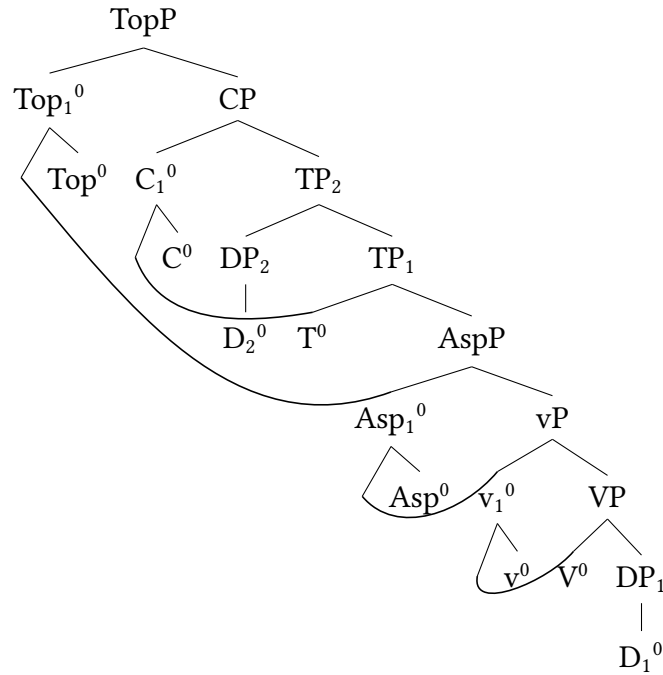 TopP
Top₁⁰ CP
Top⁰ C₁⁰ TP₂
C⁰ DP₂ TP₁
D₂⁰ T⁰ AspP
Asp₁⁰ vP
Asp⁰ v₁⁰ VP
v⁰ V⁰ DP₁
D₁⁰